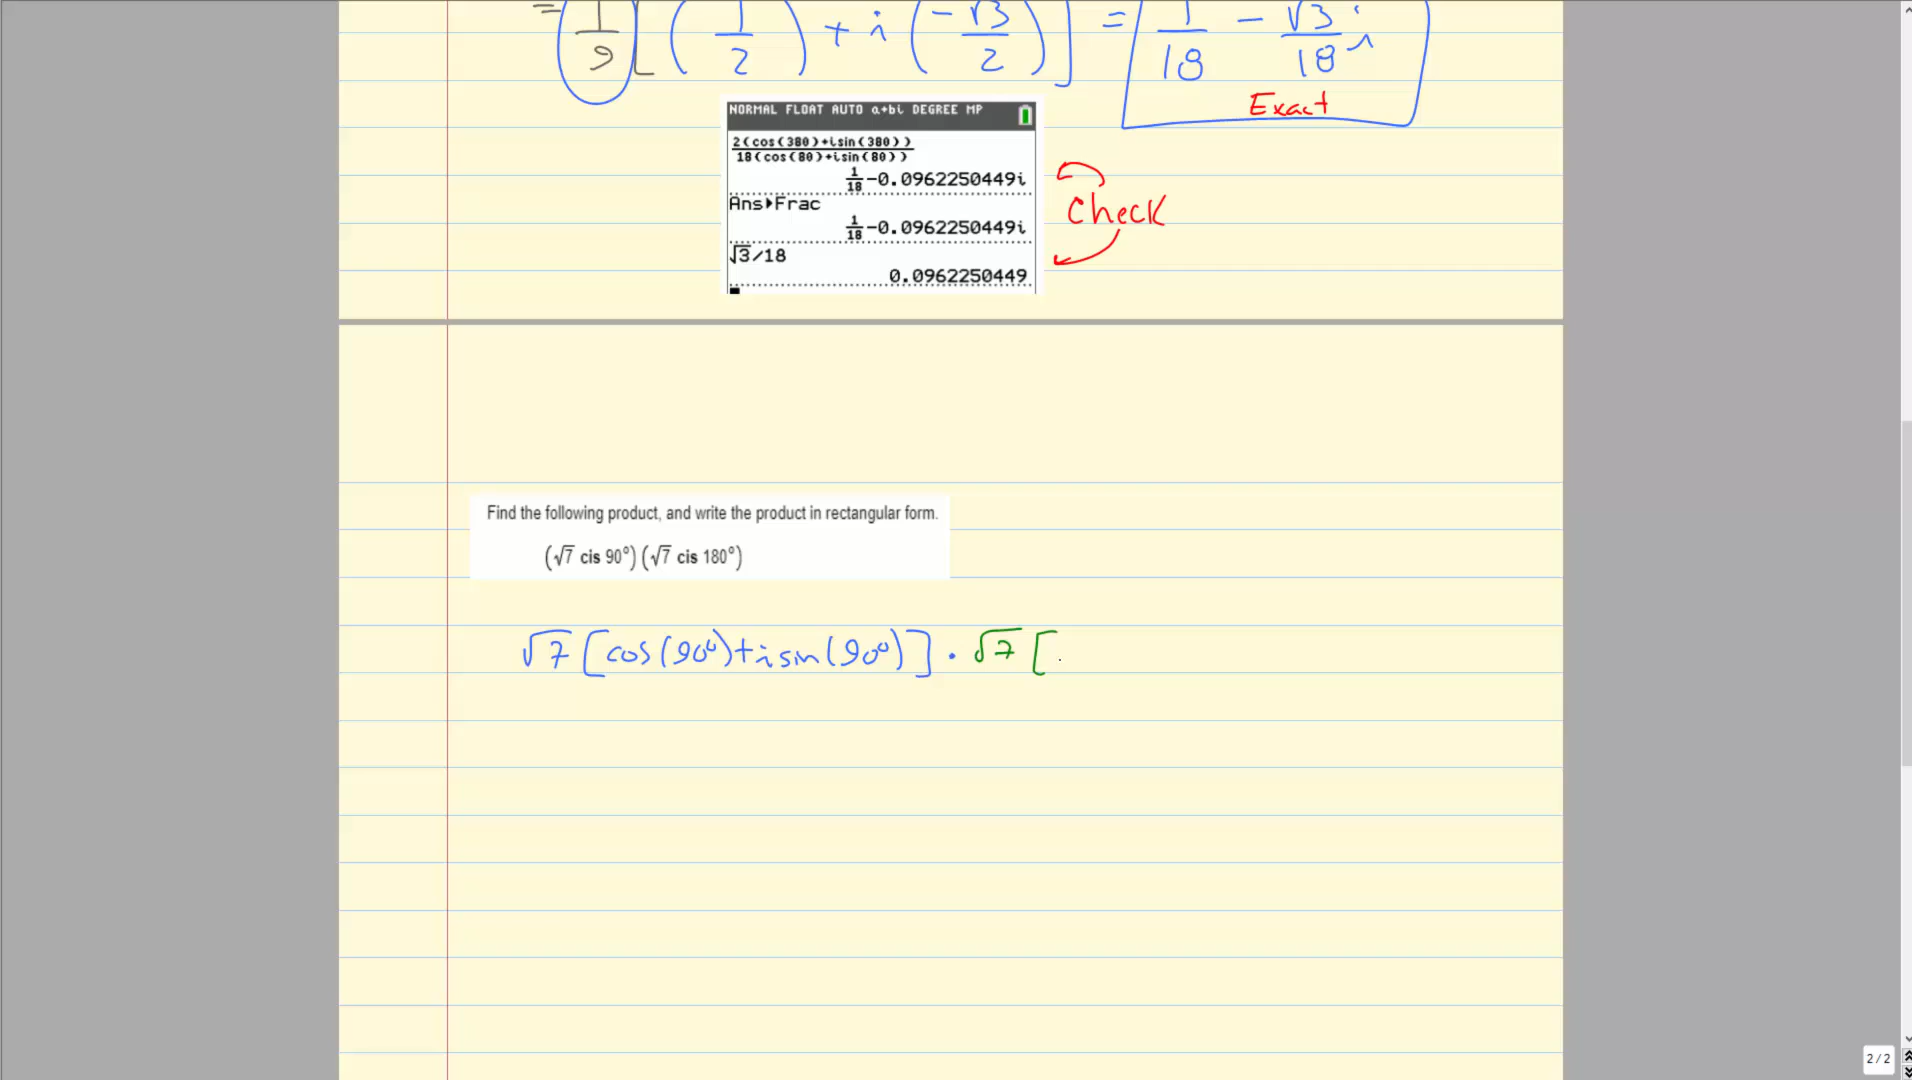 = 1/9 [ ( 1/2 ) + i ( -√3/2 ) ] = 1/18 - √3/18 i
Exact
NORMAL FLOAT AUTO a+bi DEGREE MP
2(cos(380)+isin(380))
18(cos(80)+isin(80))
1/18-0.0962250449i
Ans▸Frac
1/18-0.0962250449i
√3/18
0.0962250449
Check
Find the following product, and write the product in rectangular form.
(√7 cis 90°) (√7 cis 180°)
√7 [cos(90°)+i sin(90°)] · √7 [
2/2